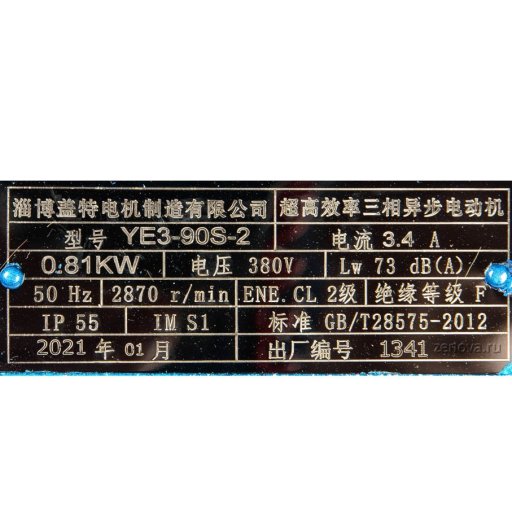 淄博盖特电机制造有限公司 超高效率三相异步电动机
型号 YE3-90S-2 电流 3.4 A
0.81KW 电压 380V Lw 73 dB(A)
50 Hz 2870 r/min ENE.CL 2级 绝缘等级 F
IP 55 IM S1 标准 GB/T28575-2012
2021 年 01 月 出厂编号 1341
zenova.ru